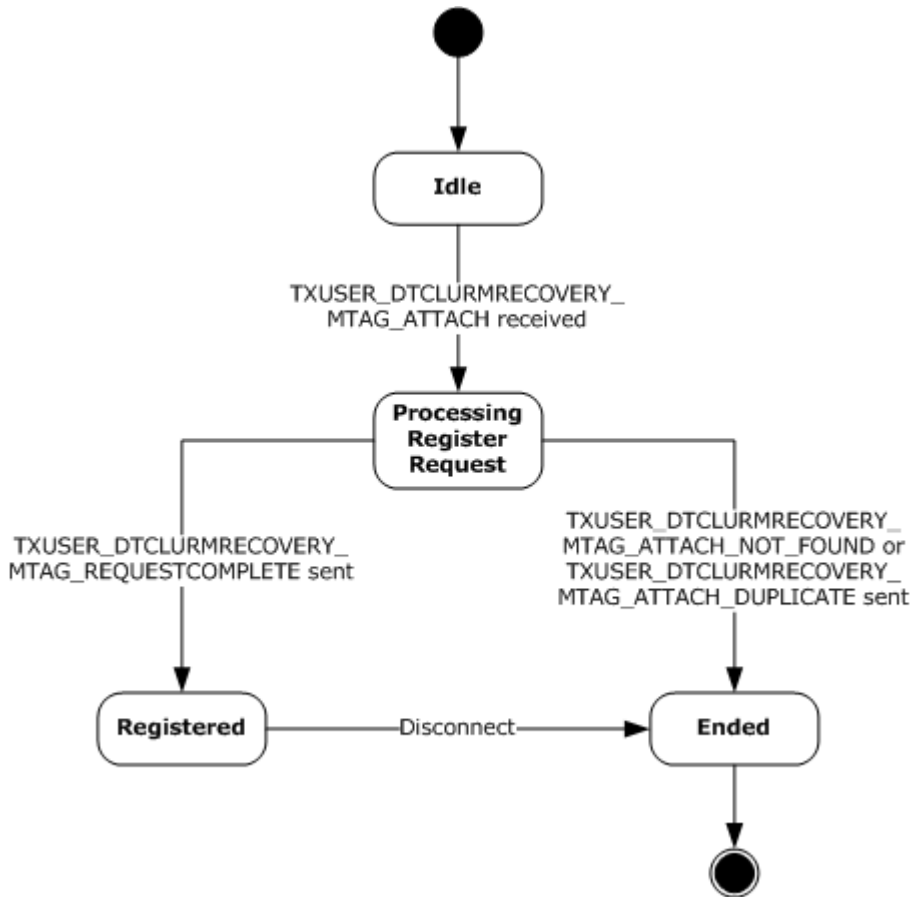 Idle
TXUSER_DTCLURMRECOVERY_
MTAG_ATTACH received
Processing
Register
Request
TXUSER_DTCLURMRECOVERY_
MTAG_REQUESTCOMPLETE sent
TXUSER_DTCLURMRECOVERY_
MTAG_ATTACH_NOT_FOUND or
TXUSER_DTCLURMRECOVERY_
MTAG_ATTACH_DUPLICATE sent
Registered
Disconnect
Ended